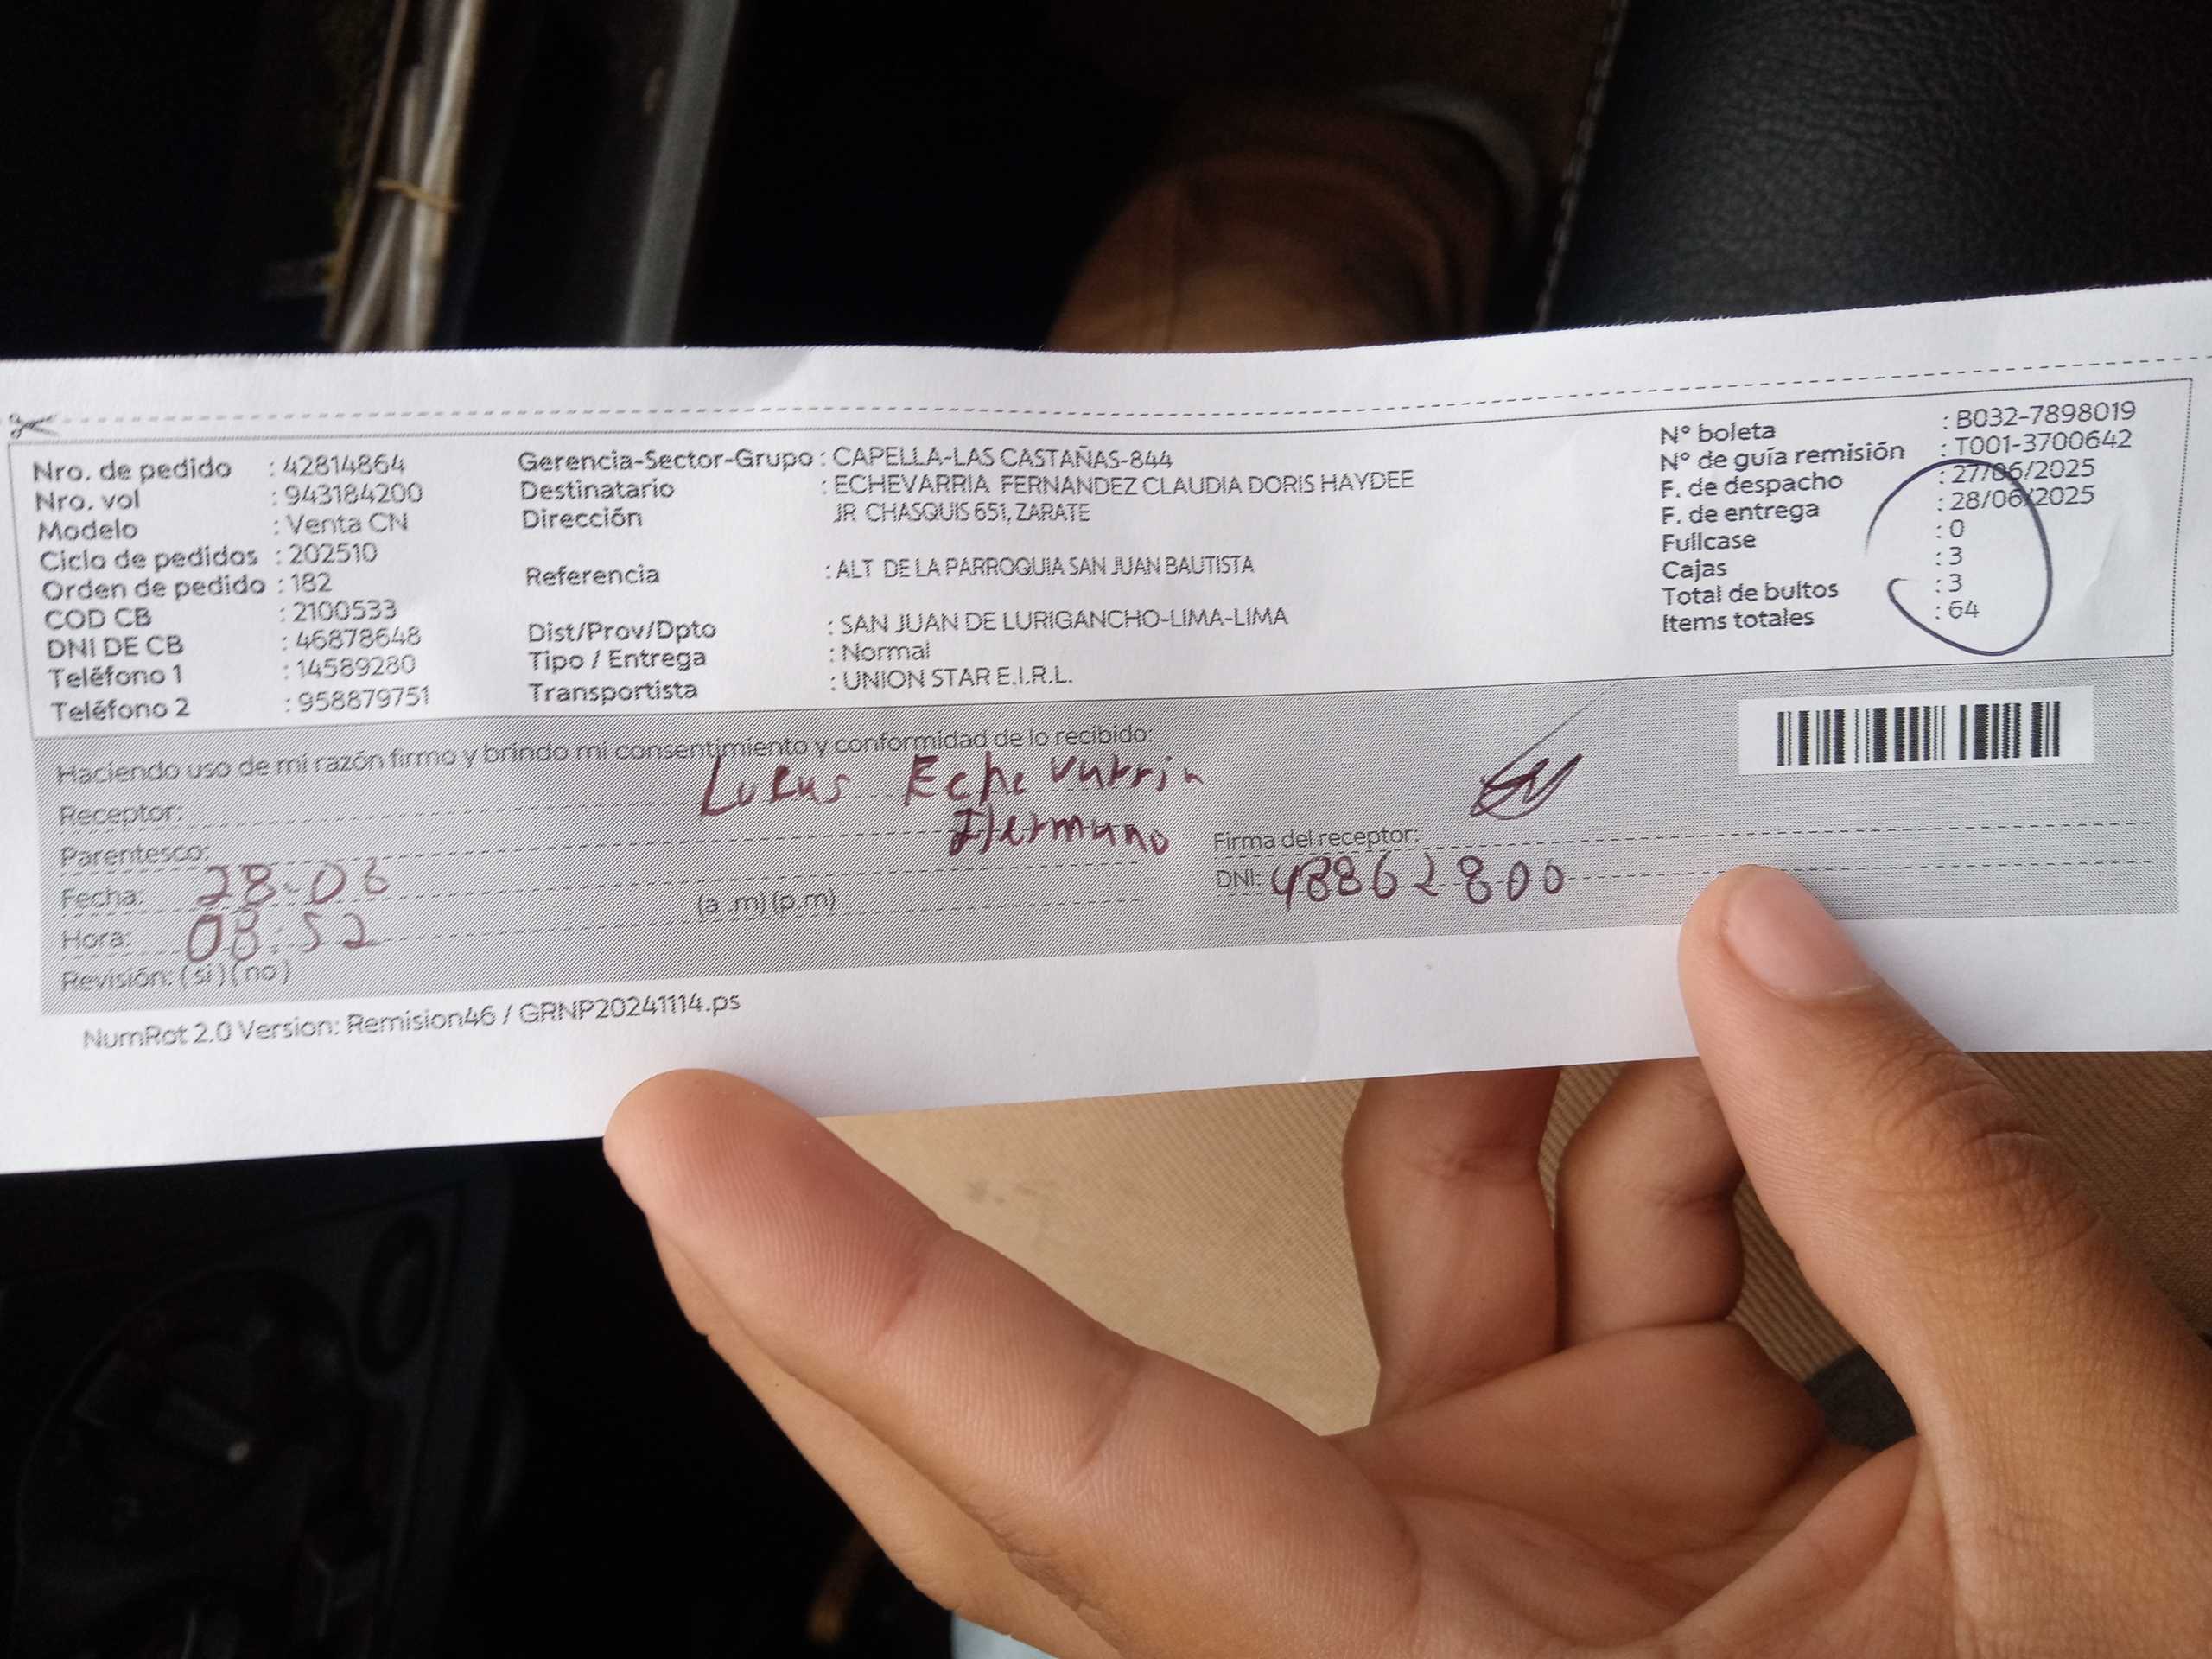 Nro. de pedido : 42814864
Nro. vol : 943184200
Modelo : Venta CN
Ciclo de pedidos : 202510
Orden de pedido : 182
COD CB : 2100533
DNI DE CB : 46878648
Teléfono 1 : 14589280
Teléfono 2 : 958879751
Gerencia-Sector-Grupo : CAPELLA-LAS CASTAÑAS-844
Destinatario : ECHEVARRIA FERNANDEZ CLAUDIA DORIS HAYDEE
Dirección JR CHASQUIS 651, ZARATE
Referencia : ALT DE LA PARROQUIA SAN JUAN BAUTISTA
Dist/Prov/Dpto : SAN JUAN DE LURIGANCHO-LIMA-LIMA
Tipo / Entrega : Normal
Transportista : UNION STAR E.I.R.L.
N° boleta : B032-7898019
N° de guía remisión : T001-3700642
F. de despacho : 27/06/2025
F. de entrega : 28/06/2025
Fullcase : 0
Cajas : 3
Total de bultos : 3
Items totales : 64
Haciendo uso de mi razón firmo y brindo mi consentimiento y conformidad de lo recibido:
Receptor: Echevarria
Parentesco: Hermano
Fecha: 28-06
Hora: 08:52 (a .m) (p.m)
Revisión: (si) (no)
Firma del receptor:
DNI: 48862800
NumRot 2.0 Version: Remision46 / GRNP20241114.ps